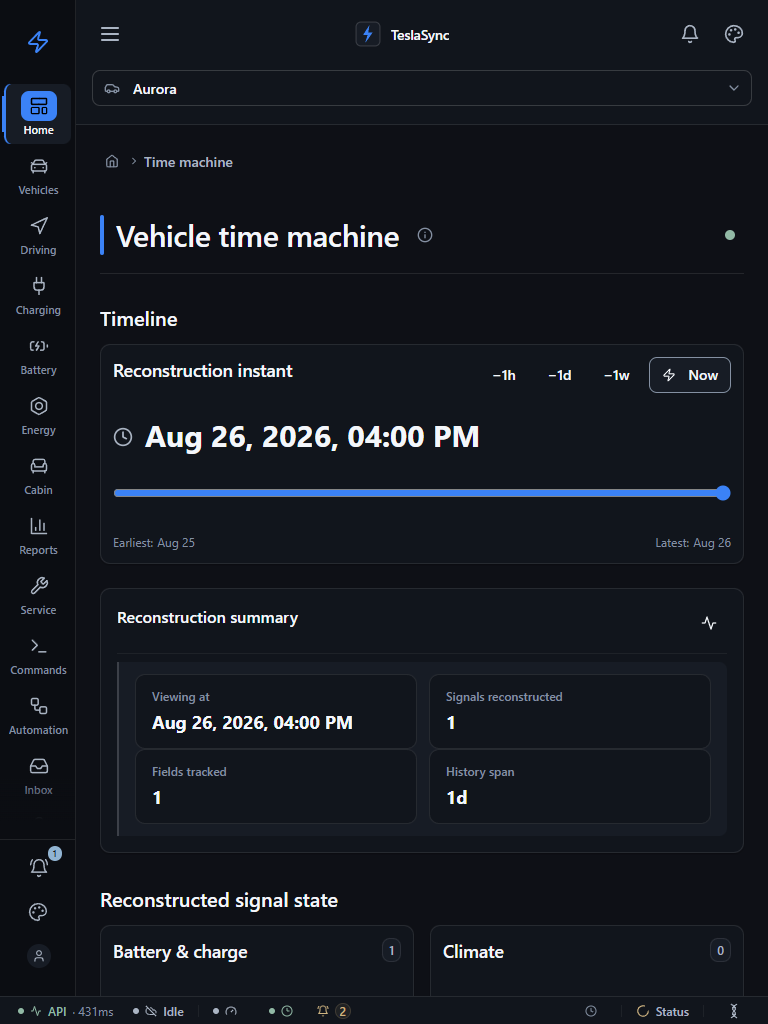 TeslaSync
Aurora
Home
Vehicles
Driving
Charging
Battery
Energy
Cabin
Reports
Service
Commands
Automation
Inbox
1
Time machine
Vehicle time machine
Timeline
Reconstruction instant
−1h −1d −1w Now
Aug 26, 2026, 04:00 PM
Earliest: Aug 25 Latest: Aug 26
Reconstruction summary
Viewing at
Aug 26, 2026, 04:00 PM
Signals reconstructed
1
Fields tracked
1
History span
1d
Reconstructed signal state
Battery & charge 1
Climate 0
API · 431ms Idle 2 Status